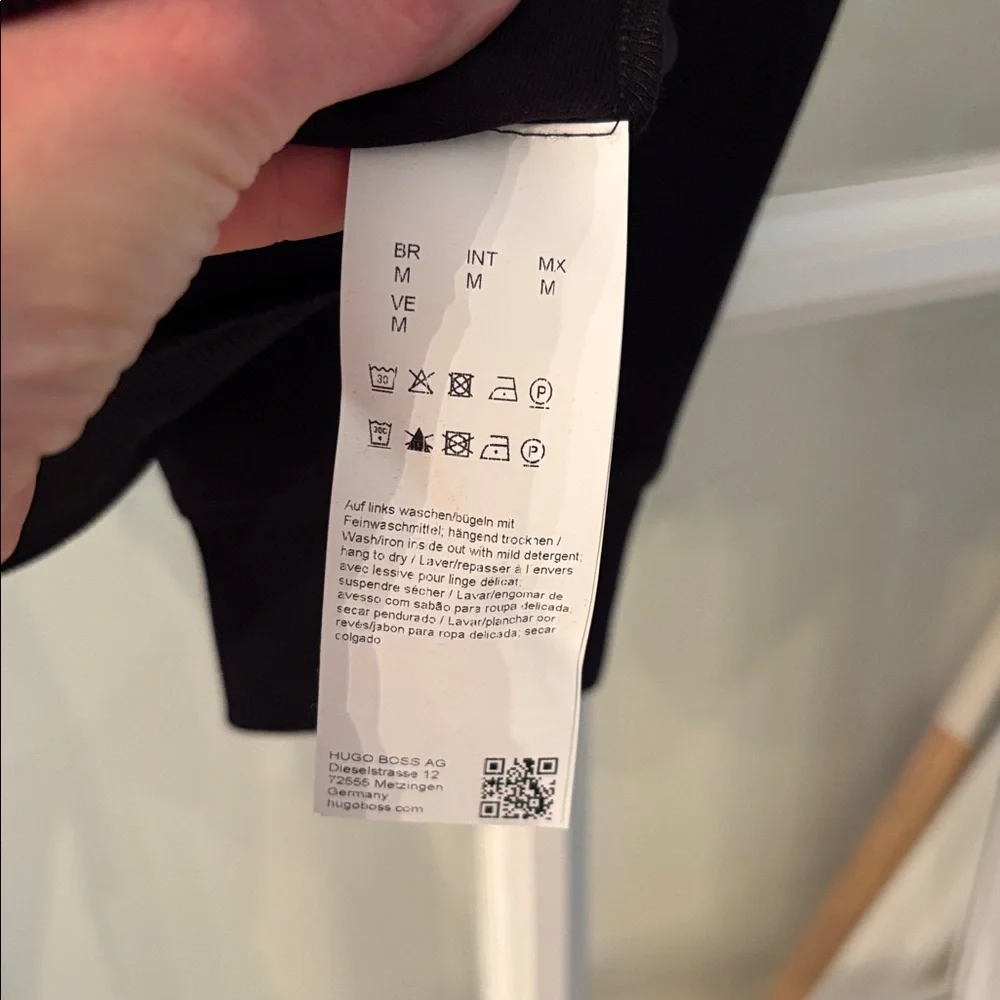 BR INT MX
M M M
VE
M
30 P
30C P
Auf links waschen/bügeln mit
Feinwaschmittel; hängend trocknen /
Wash/iron inside out with mild detergent;
hang to dry / Laver/repasser à l'envers
avec lessive pour linge délicat;
suspendre sécher / Lavar/engomar de
avesso com sabão para roupa delicada;
secar pendurado / Lavar/planchar por
revés/jabon para ropa delicada; secar
colgado
HUGO BOSS AG
Dieselstrasse 12
72555 Metzingen
Germany
hugoboss.com